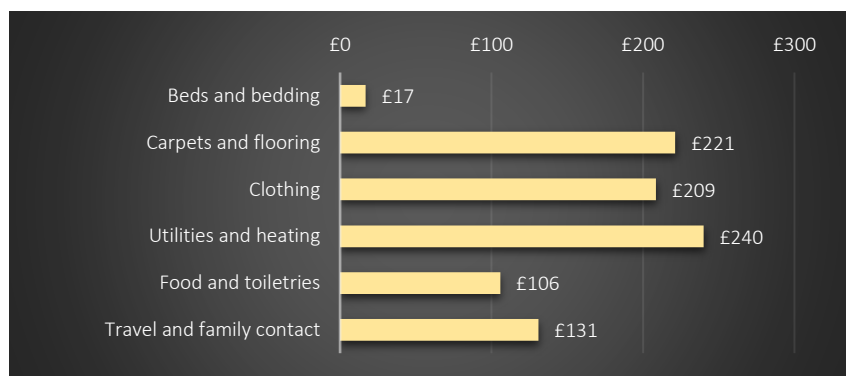 £0 £100 £200 £300
Beds and bedding £17
Carpets and flooring £221
Clothing £209
Utilities and heating £240
Food and toiletries £106
Travel and family contact £131